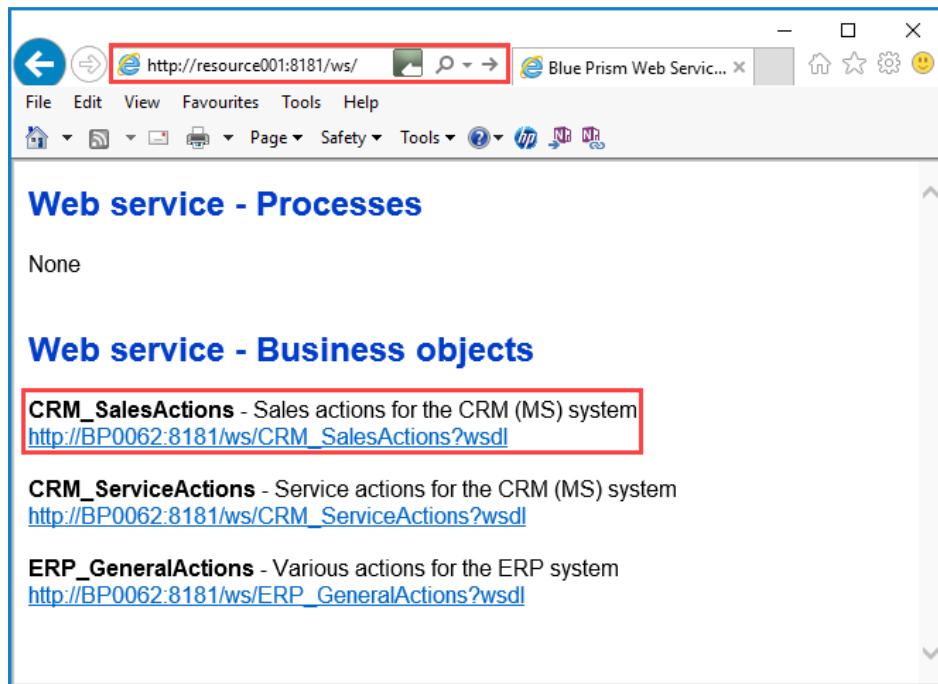 http://resource001:8181/ws/
Blue Prism Web Servic...
File Edit View Favourites Tools Help
Page Safety Tools
Web service - Processes
None
Web service - Business objects
CRM_SalesActions - Sales actions for the CRM (MS) system
http://BP0062:8181/ws/CRM_SalesActions?wsdl
CRM_ServiceActions - Service actions for the CRM (MS) system
http://BP0062:8181/ws/CRM_ServiceActions?wsdl
ERP_GeneralActions - Various actions for the ERP system
http://BP0062:8181/ws/ERP_GeneralActions?wsdl